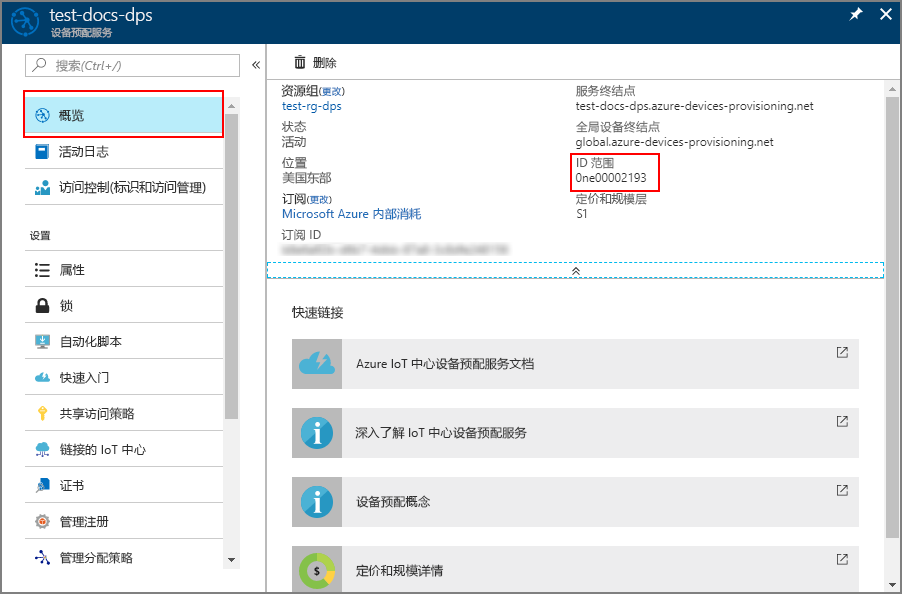 test-docs-dps
设备预配服务
搜索(Ctrl+/)
«
概览
活动日志
访问控制(标识和访问管理)
设置
属性
锁
自动化脚本
快速入门
共享访问策略
链接的 IoT 中心
证书
管理注册
管理分配策略
删除
资源组(更改)
test-rg-dps
状态
活动
位置
美国东部
订阅(更改)
Microsoft Azure 内部消耗
订阅 ID
服务终结点
test-docs-dps.azure-devices-provisioning.net
全局设备终结点
global.azure-devices-provisioning.net
ID 范围
0ne00002193
定价和规模层
S1
快速链接
Azure IoT 中心设备预配服务文档
深入了解 IoT 中心设备预配服务
设备预配概念
定价和规模详情